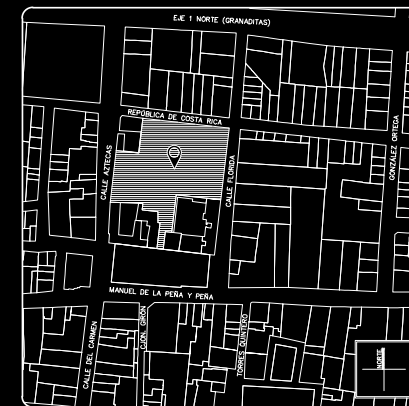 EJE 1 NORTE (GRANADITAS)
REPÚBLICA DE COSTA RICA
GONZÁLEZ ORTEGA
CALLE AZTECAS
CALLE FLORIDA
MANUEL DE LA PEÑA Y PEÑA
CJON. GIRÓN
TORRES QUINTERO
CALLE DEL CARMEN
NORTE